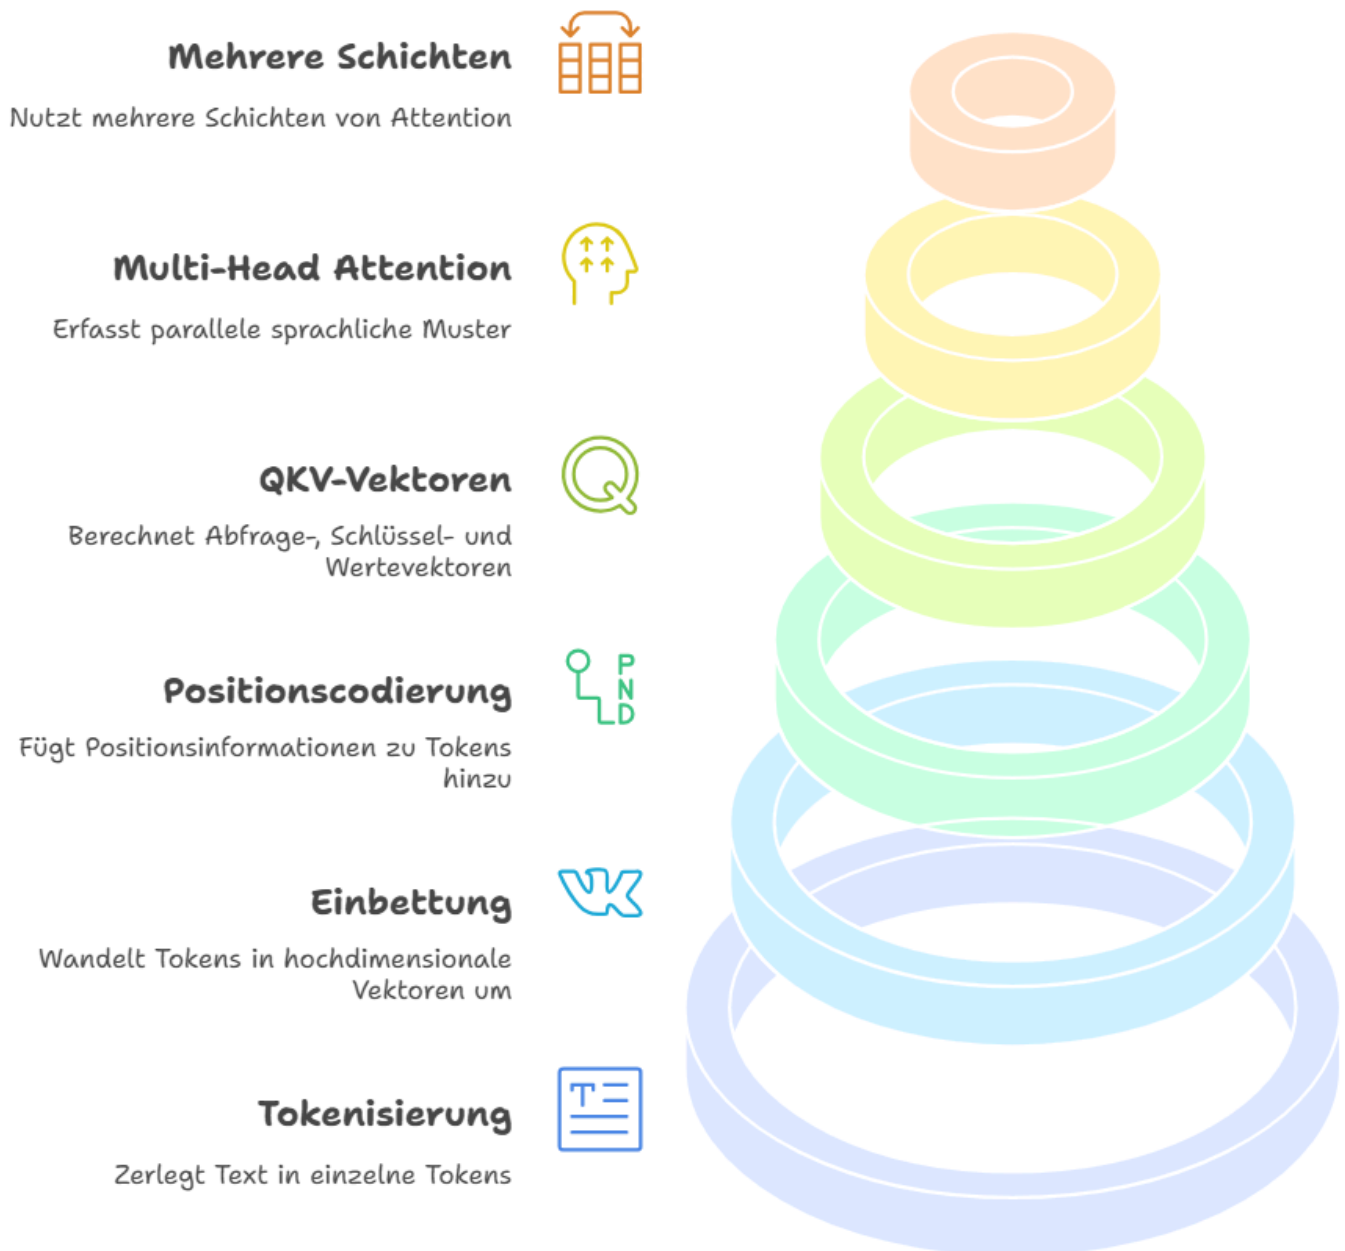 Mehrere Schichten
Nutzt mehrere Schichten von Attention
Multi-Head Attention
Erfasst parallele sprachliche Muster
QKV-Vektoren
Q
Berechnet Abfrage-, Schlüssel- und
Wertevektoren
Positionscodierung
P
N
D
Fügt Positionsinformationen zu Tokens
hinzu
Einbettung
Wandelt Tokens in hochdimensionale
Vektoren um
Tokenisierung
T
Zerlegt Text in einzelne Tokens